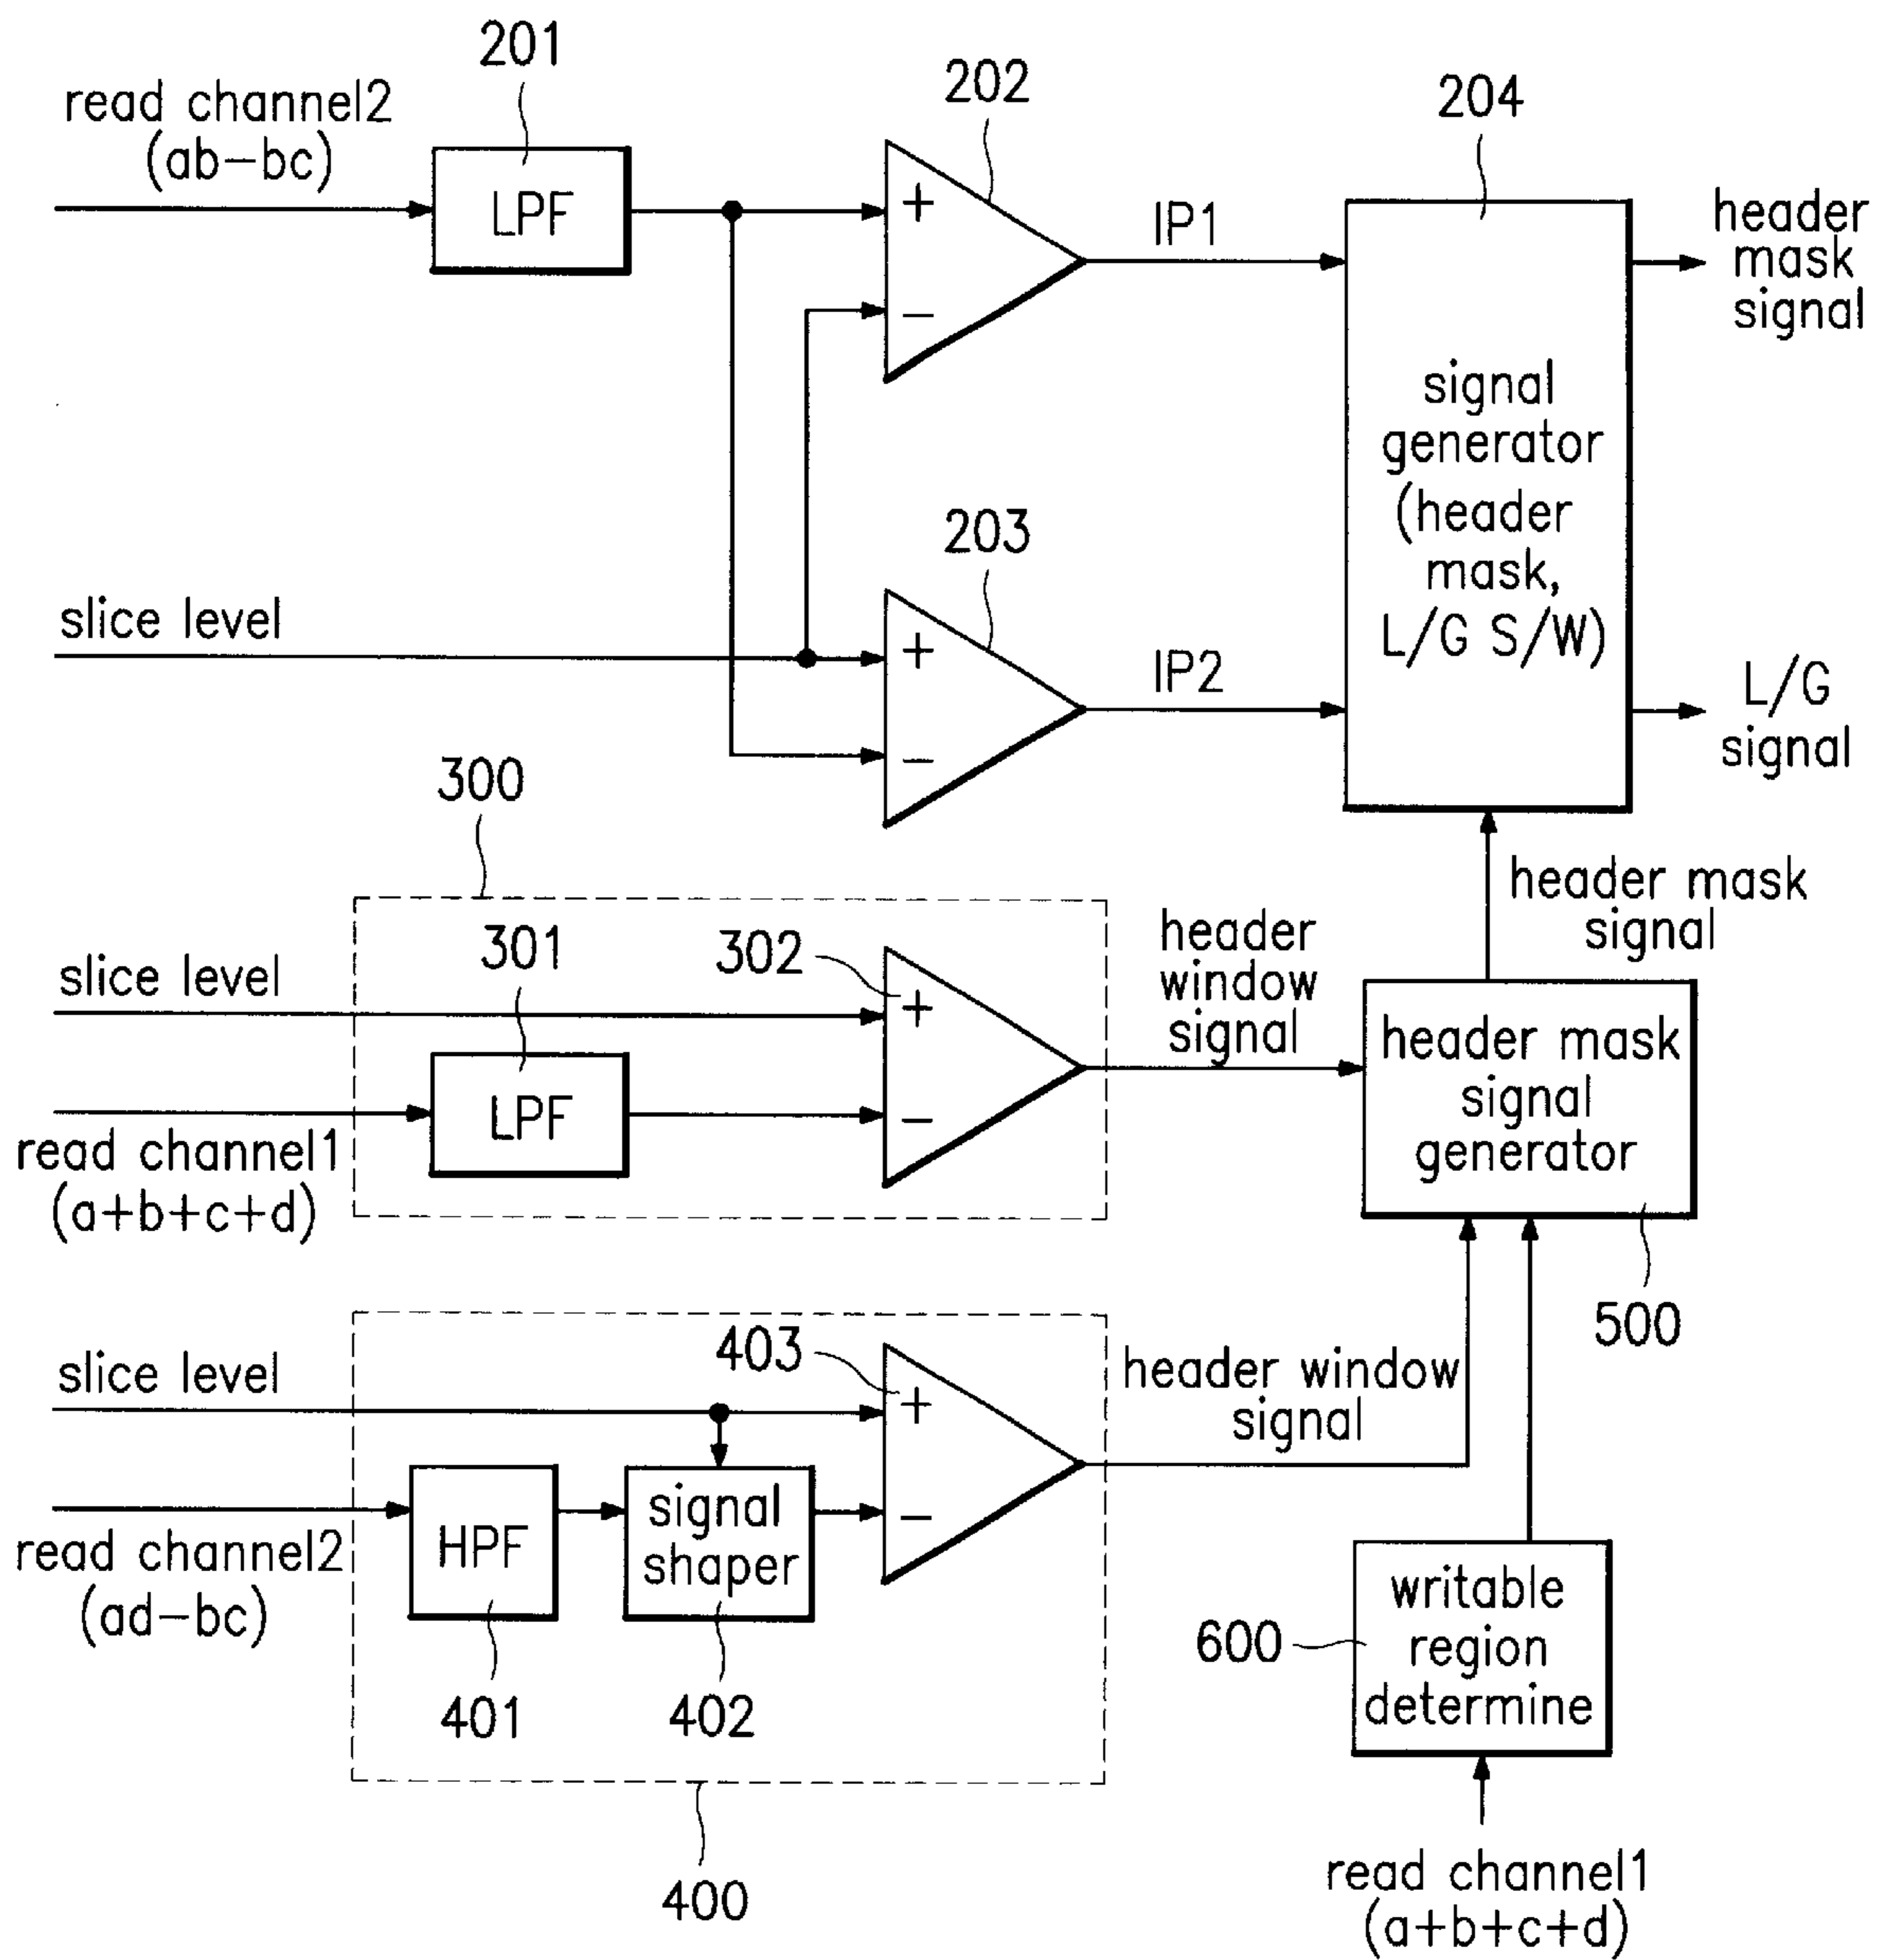 201
read channel2
(ab-bc)
LPF
202
+
-
IP1
204
signal
generator
(header
mask,
L/G S/W)
header
mask
signal
slice level
203
+
-
IP2
L/G
signal
300
slice level
301
LPF
302
+
-
read channel1
(a+b+c+d)
header
window
signal
header mask
signal
header mask
signal
generator
500
slice level
403
+
-
header window
signal
read channel2
(ad-bc)
HPF
401
signal
shaper
402
400
600
writable
region
determine
read channel1
(a+b+c+d)